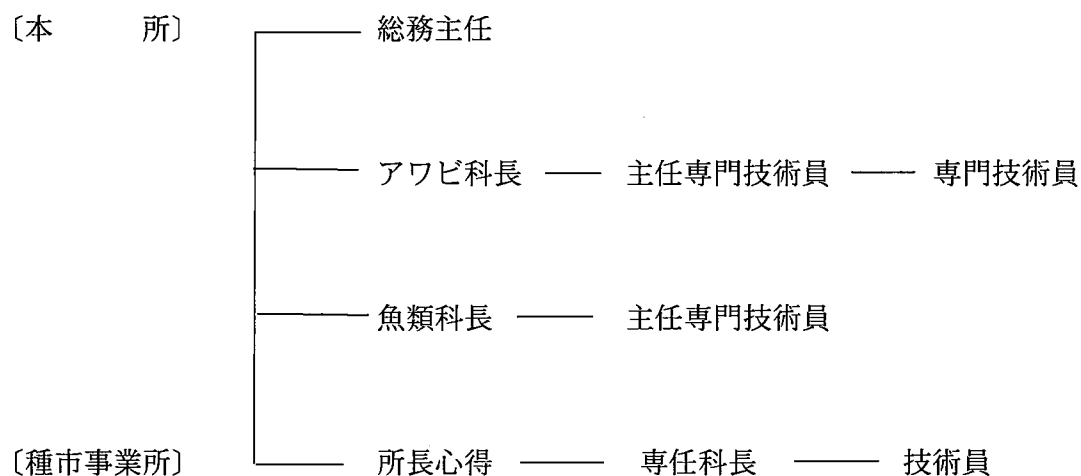 〔本　　所〕 総務主任
アワビ科長 主任専門技術員 専門技術員
魚類科長 主任専門技術員
〔種市事業所〕 所長心得 専任科長 技術員